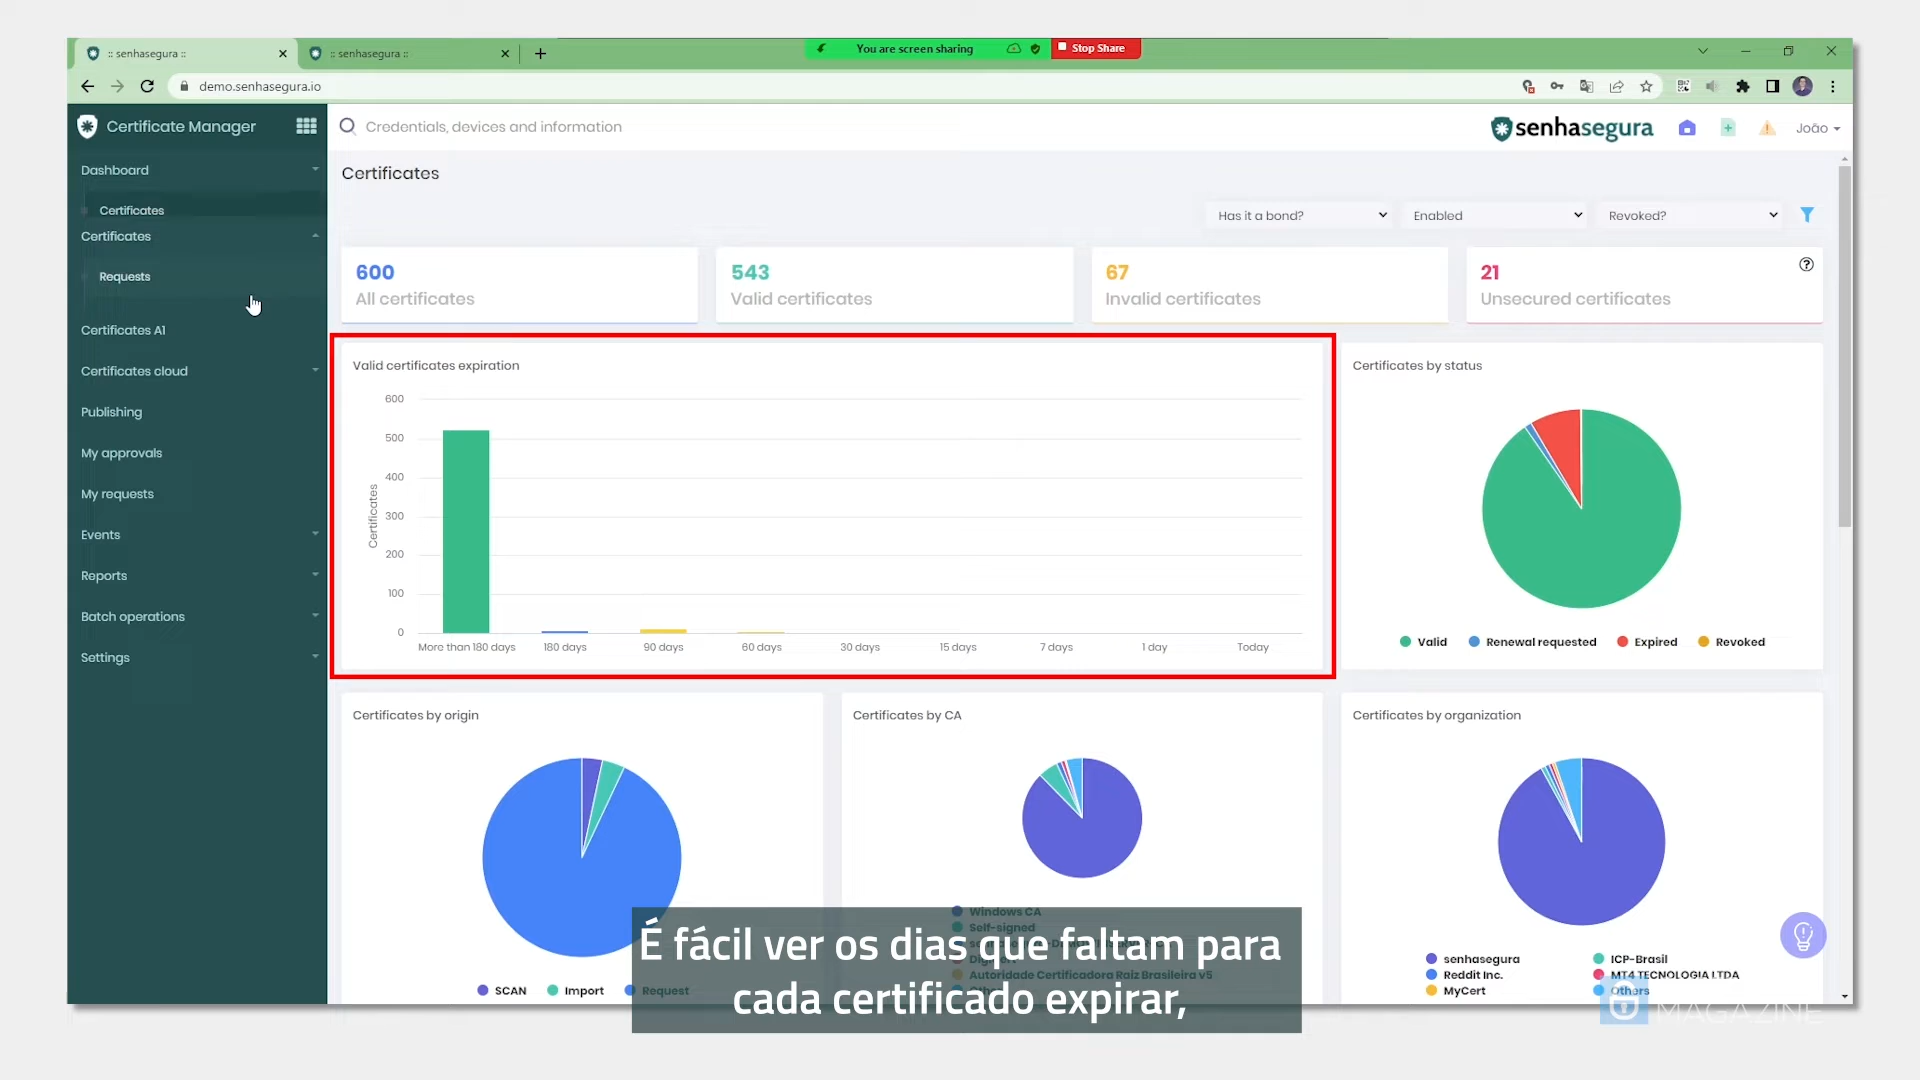 :: senhasegura ::
:: senhasegura ::
You are screen sharing
Stop Share
demo.senhasegura.io
Certificate Manager
Credentials, devices and information
senhasegura
João
Dashboard
Certificates
Certificates
Requests
Certificates A1
Certificates cloud
Publishing
My approvals
My requests
Events
Reports
Batch operations
Settings
Certificates
Has it a bond?
Enabled
Revoked?
600
All certificates
543
Valid certificates
67
Invalid certificates
21
Unsecured certificates
Valid certificates expiration
Certificates
600
500
400
300
200
100
0
More than 180 days
180 days
90 days
60 days
30 days
15 days
7 days
1 day
Today
Certificates by status
Valid
Renewal requested
Expired
Revoked
Certificates by origin
SCAN
Import
Request
Certificates by CA
Windows CA
Self-signed
Autoridade Certificadora Raiz Brasileira V5
Certificates by organization
senhasegura
ICP-Brasil
Reddit Inc.
MT4 TECNOLOGIA LTDA
MyCert
Others
É fácil ver os dias que faltam para
cada certificado expirar,
MAGAZINE